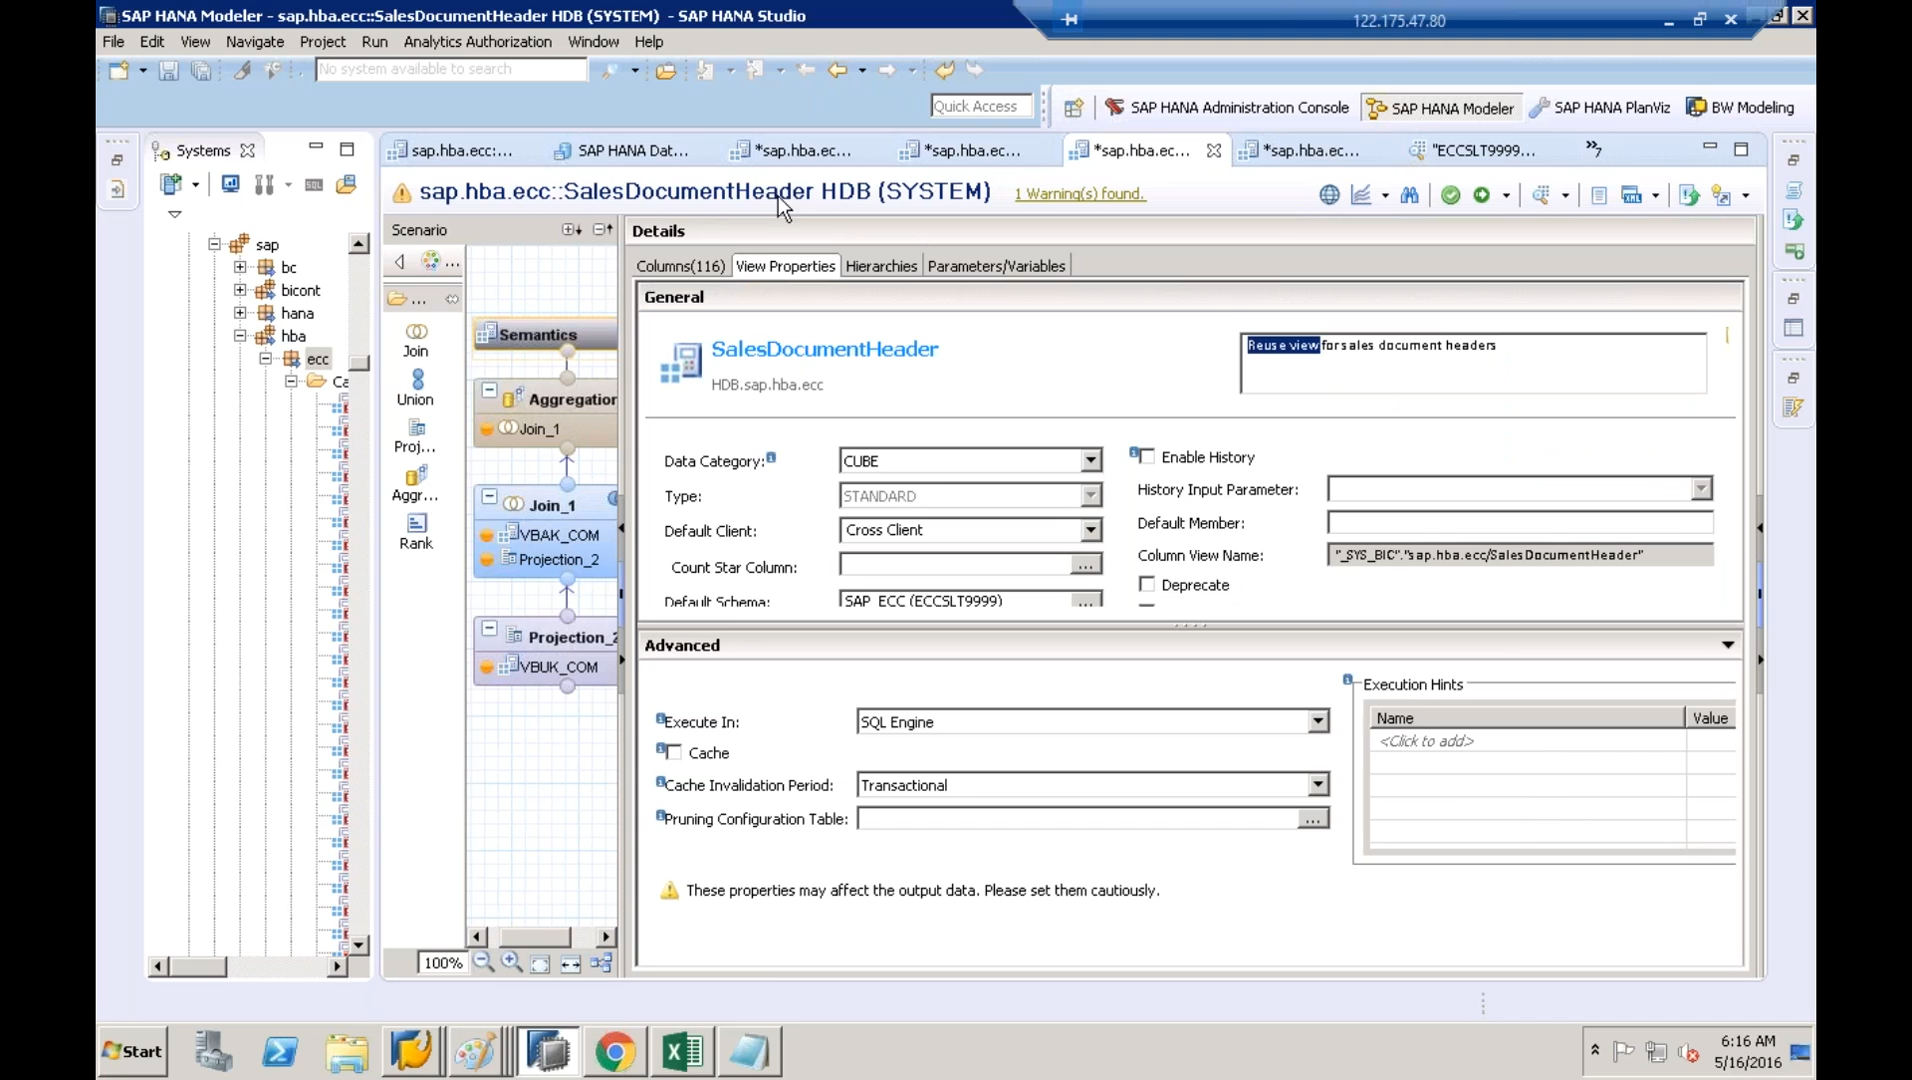 SAP HANA Modeler - sap.hba.ecc::SalesDocumentHeader HDB (SYSTEM) - SAP HANA Studio
122.175.47.80
File Edit View Navigate Project Run Analytics Authorization Window Help
No system available to search
Quick Access
SAP HANA Administration Console
SAP HANA Modeler
SAP HANA PlanViz
BW Modeling
Systems
sap.hba.ecc:...
SAP HANA Dat...
*sap.hba.ec...
*sap.hba.ec...
*sap.hba.ec...
*sap.hba.ec...
"ECCSLT9999...
»7
SQL
sap.hba.ecc::SalesDocumentHeader HDB (SYSTEM)
1 Warning(s) found.
sap
bc
bicont
hana
hba
ecc
Ca
Scenario
...
...
Join
Union
Proj...
Aggr...
Rank
Semantics
Aggregation
Join_1
Join_1
VBAK_COM
Projection_2
Projection_2
VBUK_COM
100%
Details
Columns(116)
View Properties
Hierarchies
Parameters/Variables
General
SalesDocumentHeader
HDB.sap.hba.ecc
Reuse view for sales document headers
Data Category: CUBE
Type: STANDARD
Default Client: Cross Client
Count Star Column: ...
Default Schema: SAP_ECC (ECCSLT9999) ...
Enable History
History Input Parameter:
Default Member:
Column View Name: "_SYS_BIC"."sap.hba.ecc/SalesDocumentHeader"
Deprecate
Advanced
Execute In: SQL Engine
Cache
Cache Invalidation Period: Transactional
Pruning Configuration Table: ...
These properties may affect the output data. Please set them cautiously.
Execution Hints
Name Value
<Click to add>
Start
6:16 AM
5/16/2016